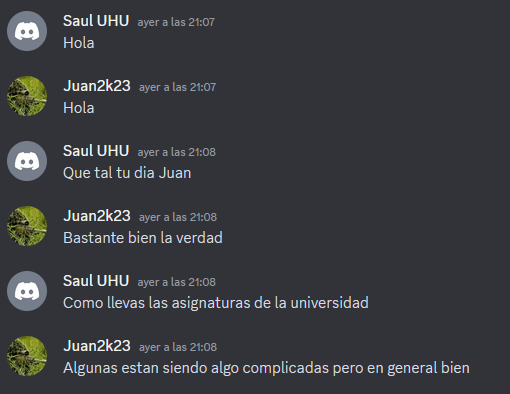 Saul UHU ayer a las 21:07
Hola
Juan2k23 ayer a las 21:07
Hola
Saul UHU ayer a las 21:08
Que tal tu dia Juan
Juan2k23 ayer a las 21:08
Bastante bien la verdad
Saul UHU ayer a las 21:08
Como llevas las asignaturas de la universidad
Juan2k23 ayer a las 21:08
Algunas estan siendo algo complicadas pero en general bien